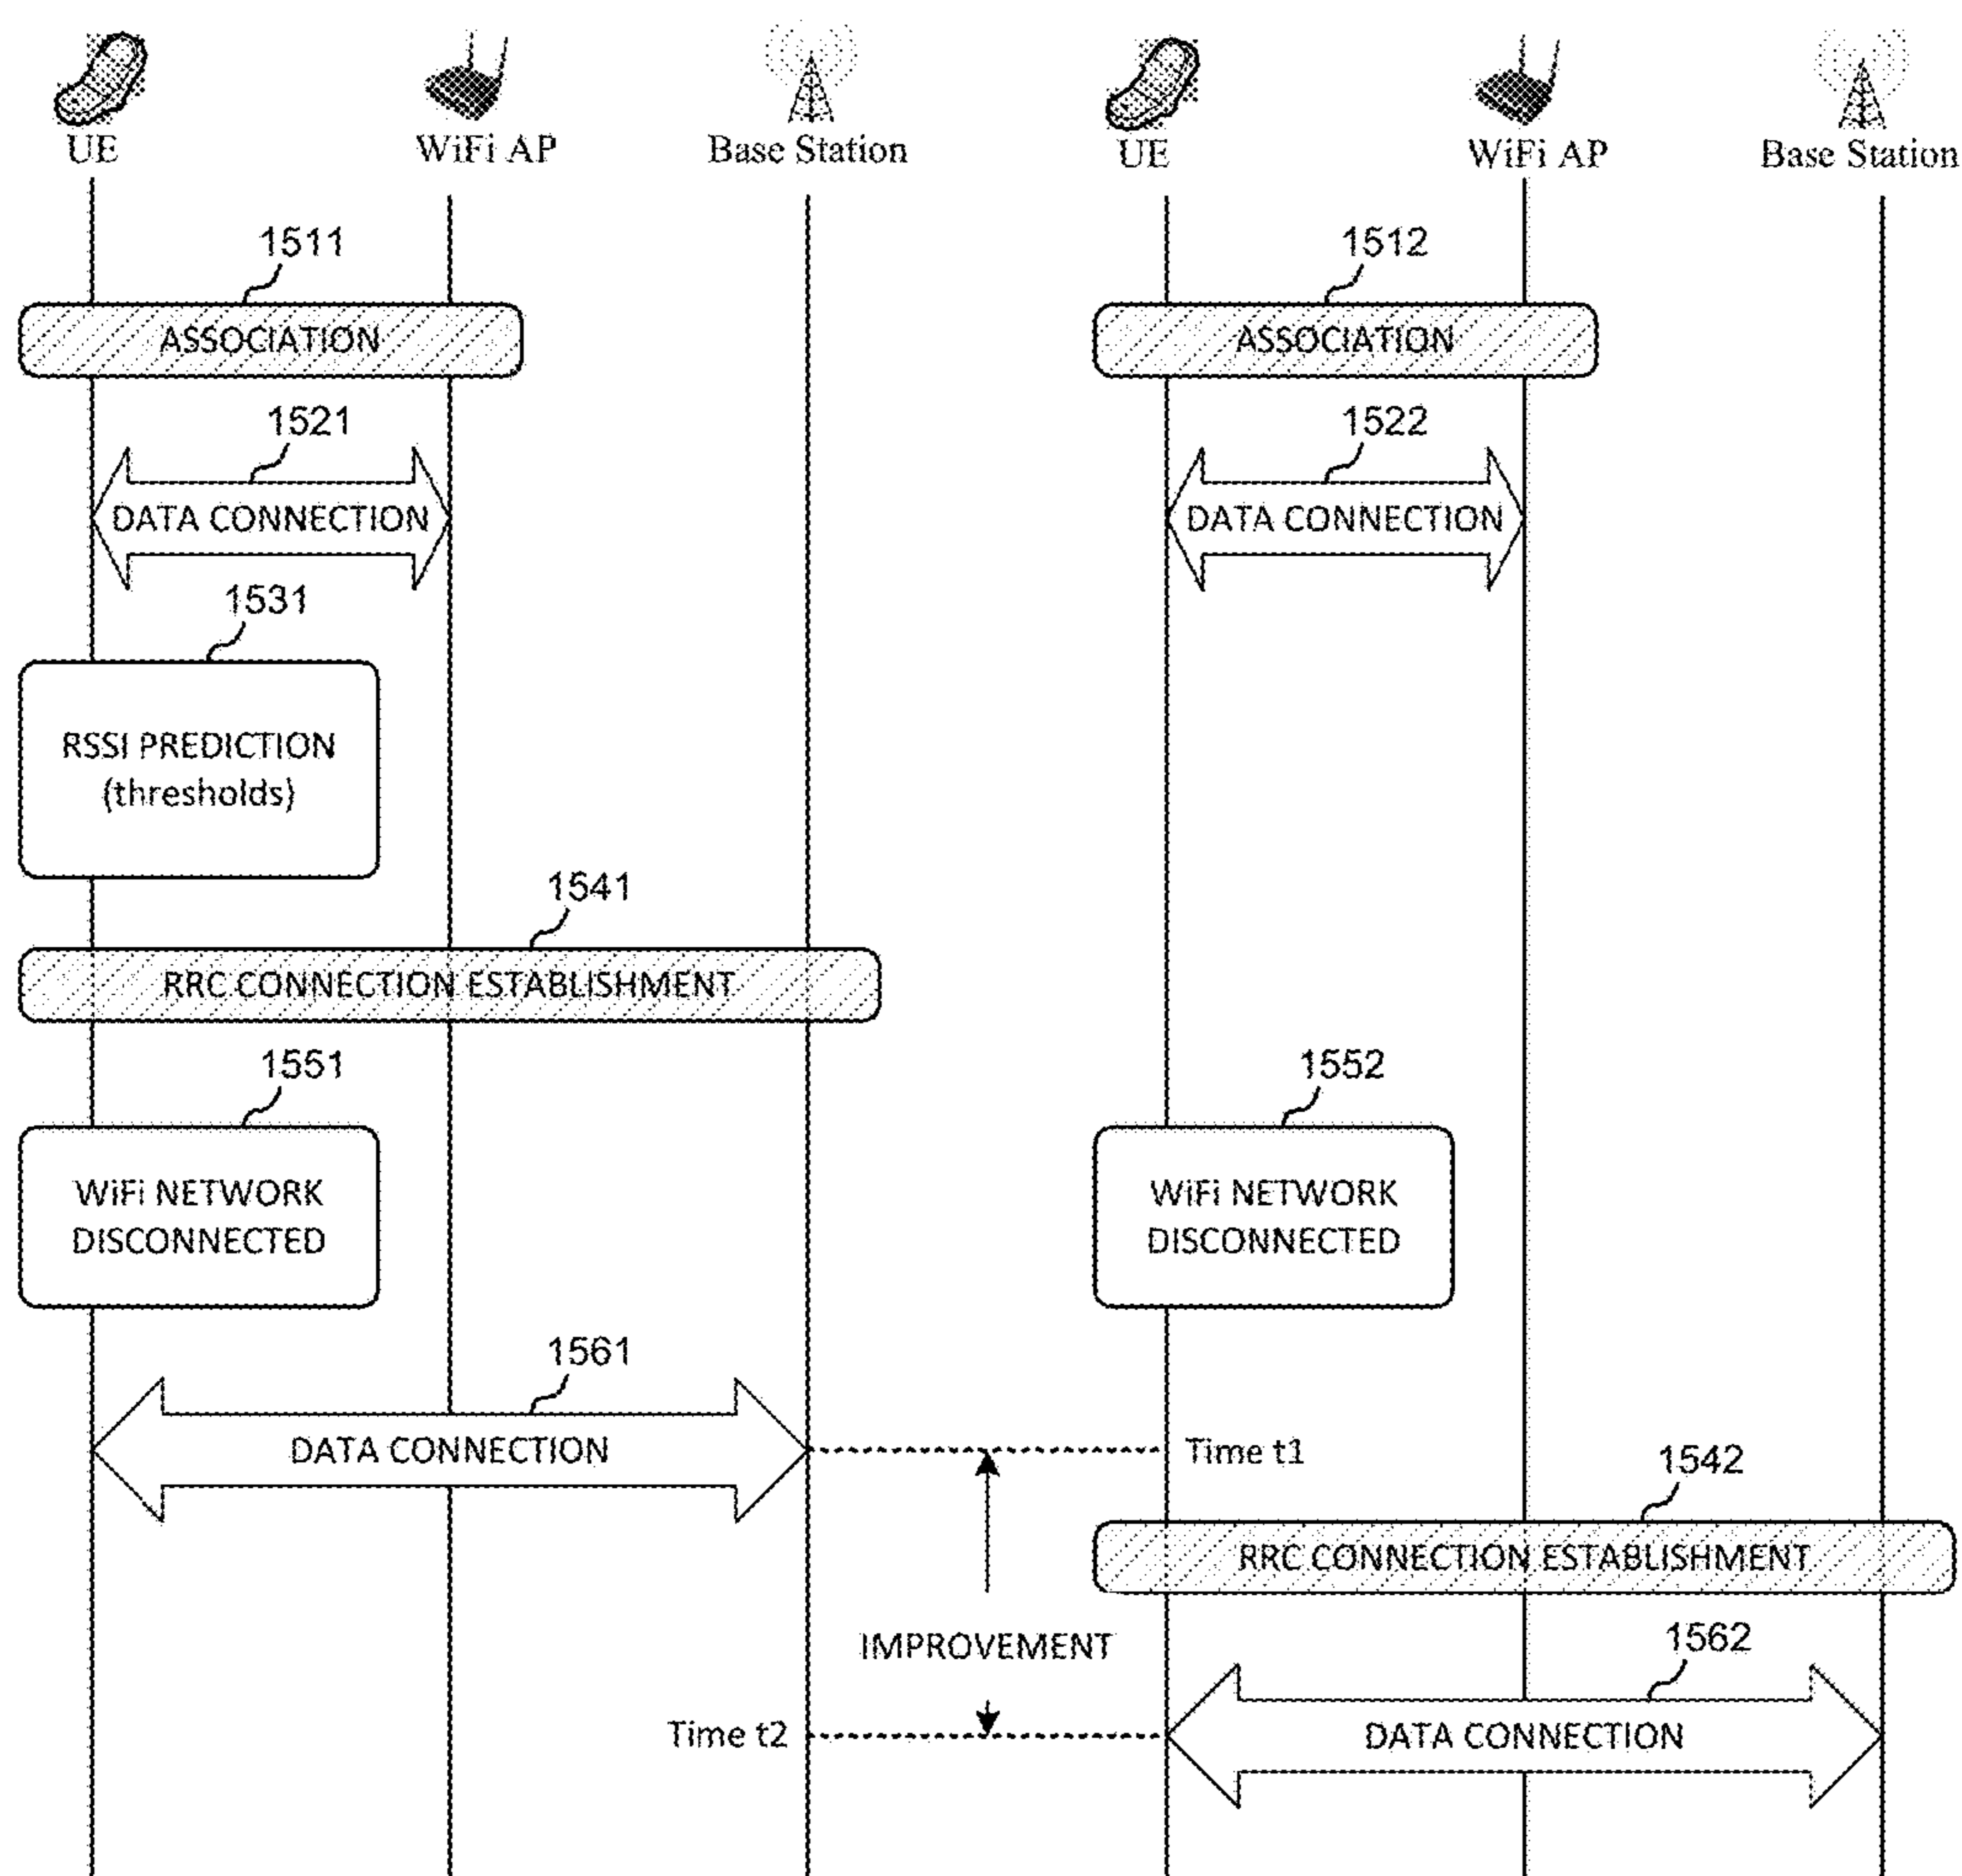 UE WiFi AP Base Station UE WiFi AP Base Station
1511 1512
ASSOCIATION ASSOCIATION
1521 1522
DATA CONNECTION DATA CONNECTION
1531
RSSI PREDICTION
(thresholds)
1541
RRC CONNECTION ESTABLISHMENT
1551 1552
WiFi NETWORK WiFi NETWORK
DISCONNECTED DISCONNECTED
1561
DATA CONNECTION Time t1
1542
RRC CONNECTION ESTABLISHMENT
IMPROVEMENT 1562
Time t2 DATA CONNECTION